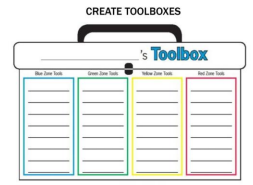 CREATE TOOLBOXES
's Toolbox
Blue Zone Tools Green Zone Tools Yellow Zone Tools Red Zone Tools